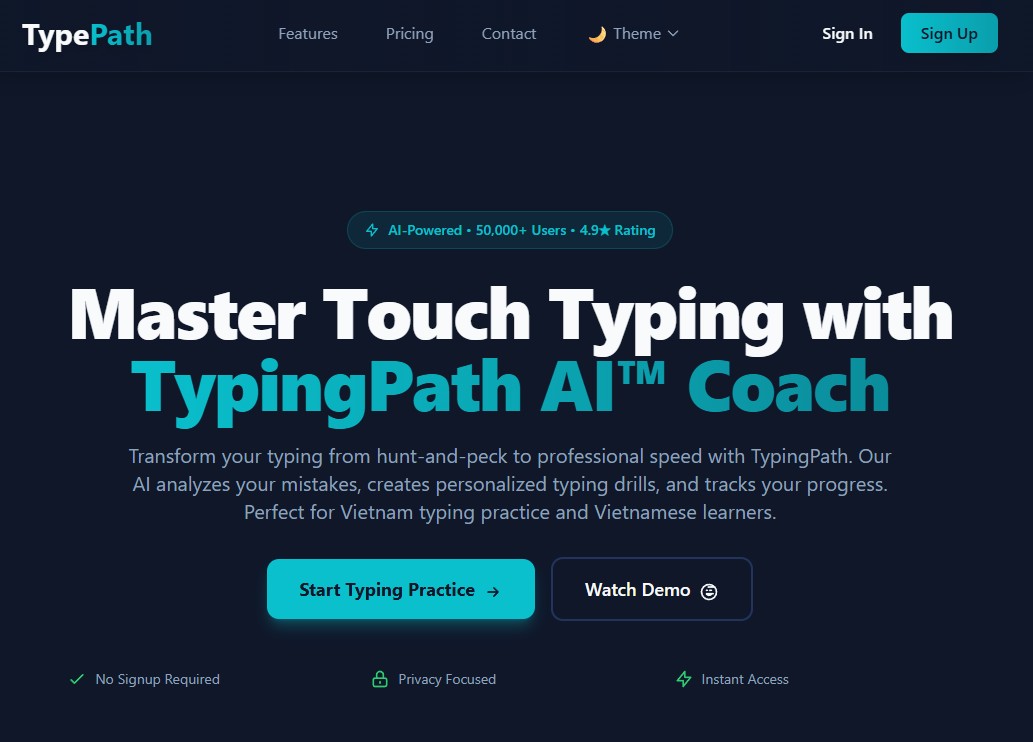 TypePath
Features
Pricing
Contact
Theme
Sign In
Sign Up
AI-Powered • 50,000+ Users • 4.9★ Rating
Master Touch Typing with
TypingPath AI™ Coach
Transform your typing from hunt-and-peck to professional speed with TypingPath. Our
AI analyzes your mistakes, creates personalized typing drills, and tracks your progress.
Perfect for Vietnam typing practice and Vietnamese learners.
Start Typing Practice →
Watch Demo
No Signup Required
Privacy Focused
Instant Access